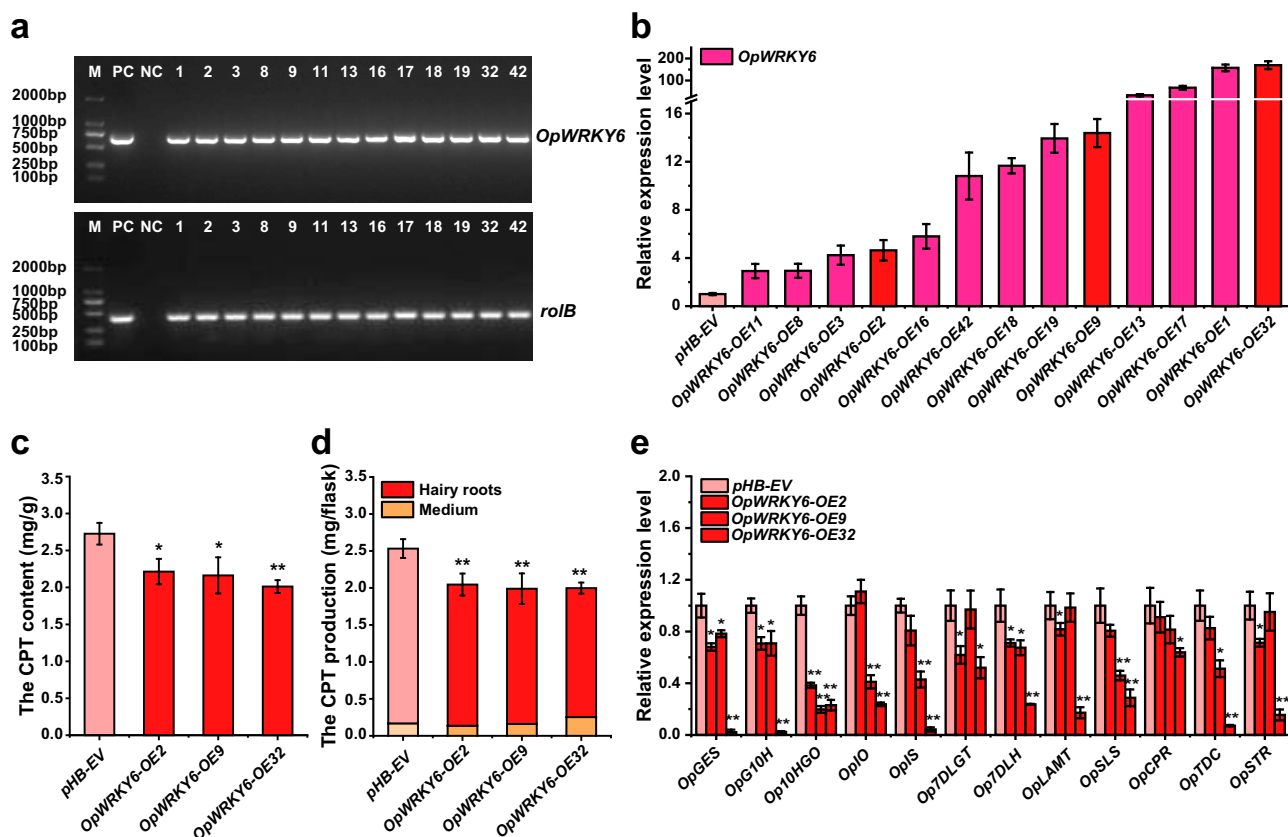 a
M PC NC 1 2 3 8 9 11 13 16 17 18 19 32 42
2000bp
1000bp
750bp
500bp
250bp
100bp
OpWRKY6
M PC NC 1 2 3 8 9 11 13 16 17 18 19 32 42
2000bp
1000bp
750bp
500bp
250bp
100bp
rolB
b
Relative expression level
200
100
16
12
8
4
0
OpWRKY6
pHB-EV
OpWRKY6-OE11
OpWRKY6-OE8
OpWRKY6-OE3
OpWRKY6-OE2
OpWRKY6-OE16
OpWRKY6-OE42
OpWRKY6-OE18
OpWRKY6-OE19
OpWRKY6-OE9
OpWRKY6-OE13
OpWRKY6-OE17
OpWRKY6-OE1
OpWRKY6-OE32
c
The CPT content (mg/g)
3.5
3.0
2.5
2.0
1.5
1.0
0.5
0.0
* * **
pHB-EV
OpWRKY6-OE2
OpWRKY6-OE9
OpWRKY6-OE32
d
The CPT production (mg/flask)
3.5
3.0
2.5
2.0
1.5
1.0
0.5
0.0
Hairy roots
Medium
** ** **
pHB-EV
OpWRKY6-OE2
OpWRKY6-OE9
OpWRKY6-OE32
e
Relative expression level
2.0
1.6
1.2
0.8
0.4
0.0
pHB-EV
OpWRKY6-OE2
OpWRKY6-OE9
OpWRKY6-OE32
* * **
* * **
** ** **
** **
** **
* *
* * **
* **
** **
*
* **
* **
OpGES
OpG10H
Op10HGO
OpIO
OpIS
Op7DLGT
Op7DLH
OpLAMT
OpSLS
OpCPR
OpTDC
OpSTR